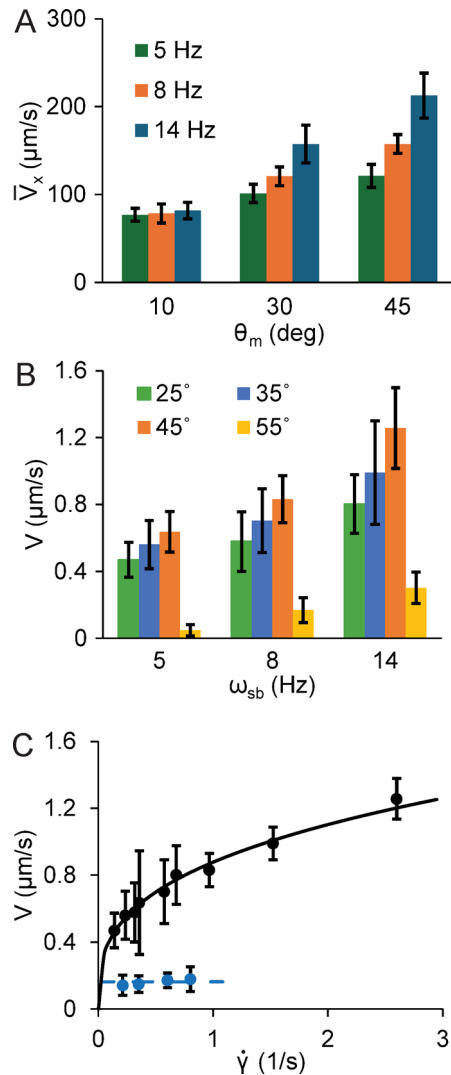 A
300
200
100
0
V̅ₓ (μm/s)
5 Hz
8 Hz
14 Hz
10 30 45
θₘ (deg)
B
1.6
1.2
0.8
0.4
0
V (μm/s)
25° 35°
45° 55°
5 8 14
ω_sb (Hz)
C
1.6
1.2
0.8
0.4
0
V (μm/s)
0 1 2 3
γ̇ (1/s)